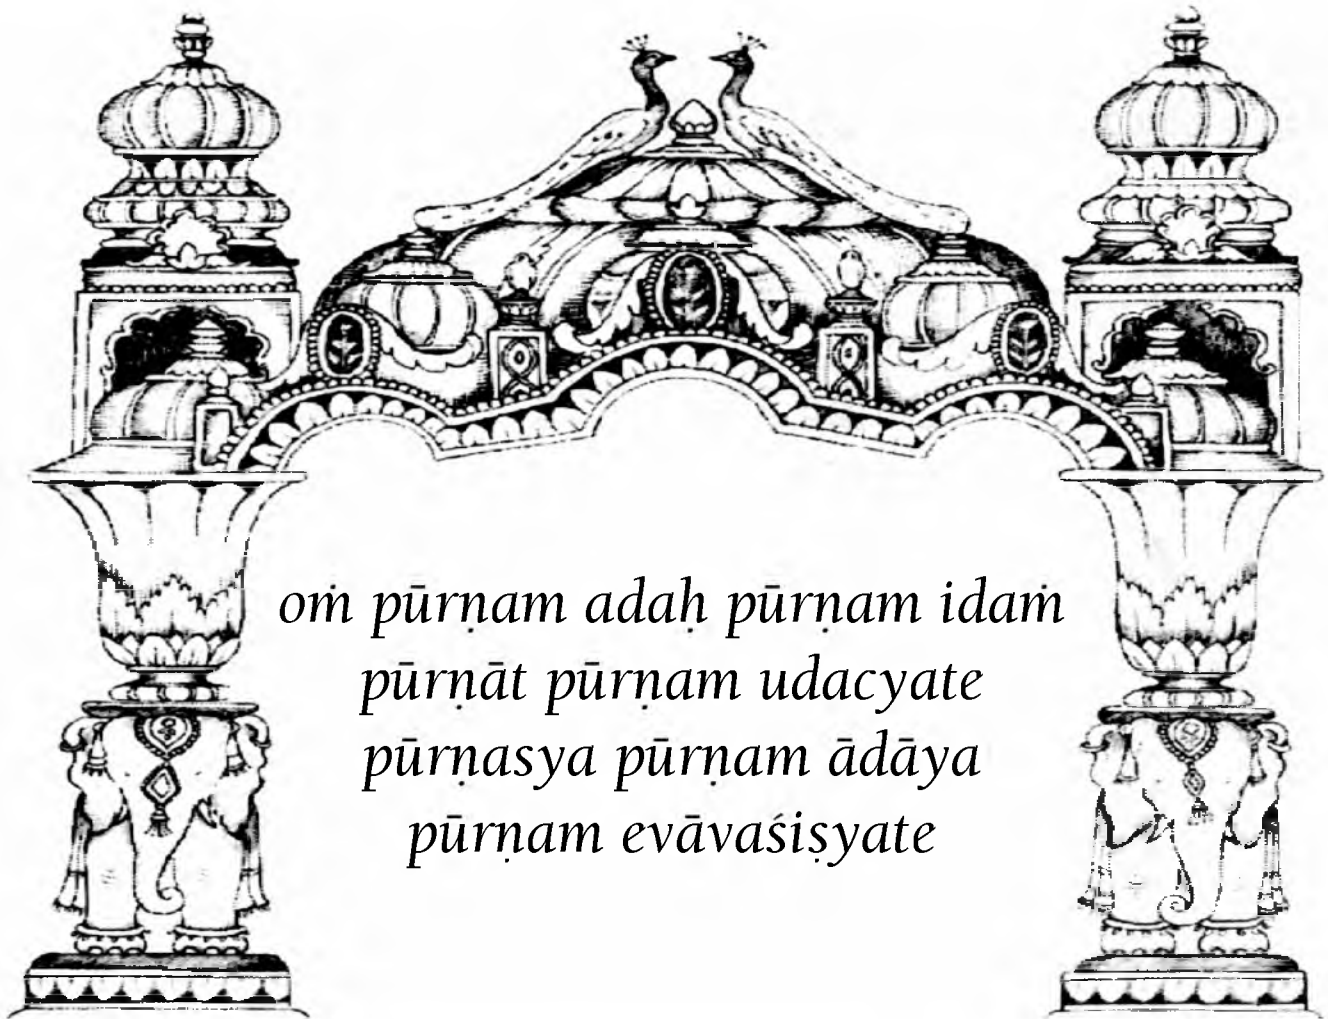 oṁ pūrṇam adaḥ pūrṇam idaṁ
pūrṇāt pūrṇam udacyate
pūrṇasya pūrṇam ādāya
pūrṇam evāvaśiṣyate